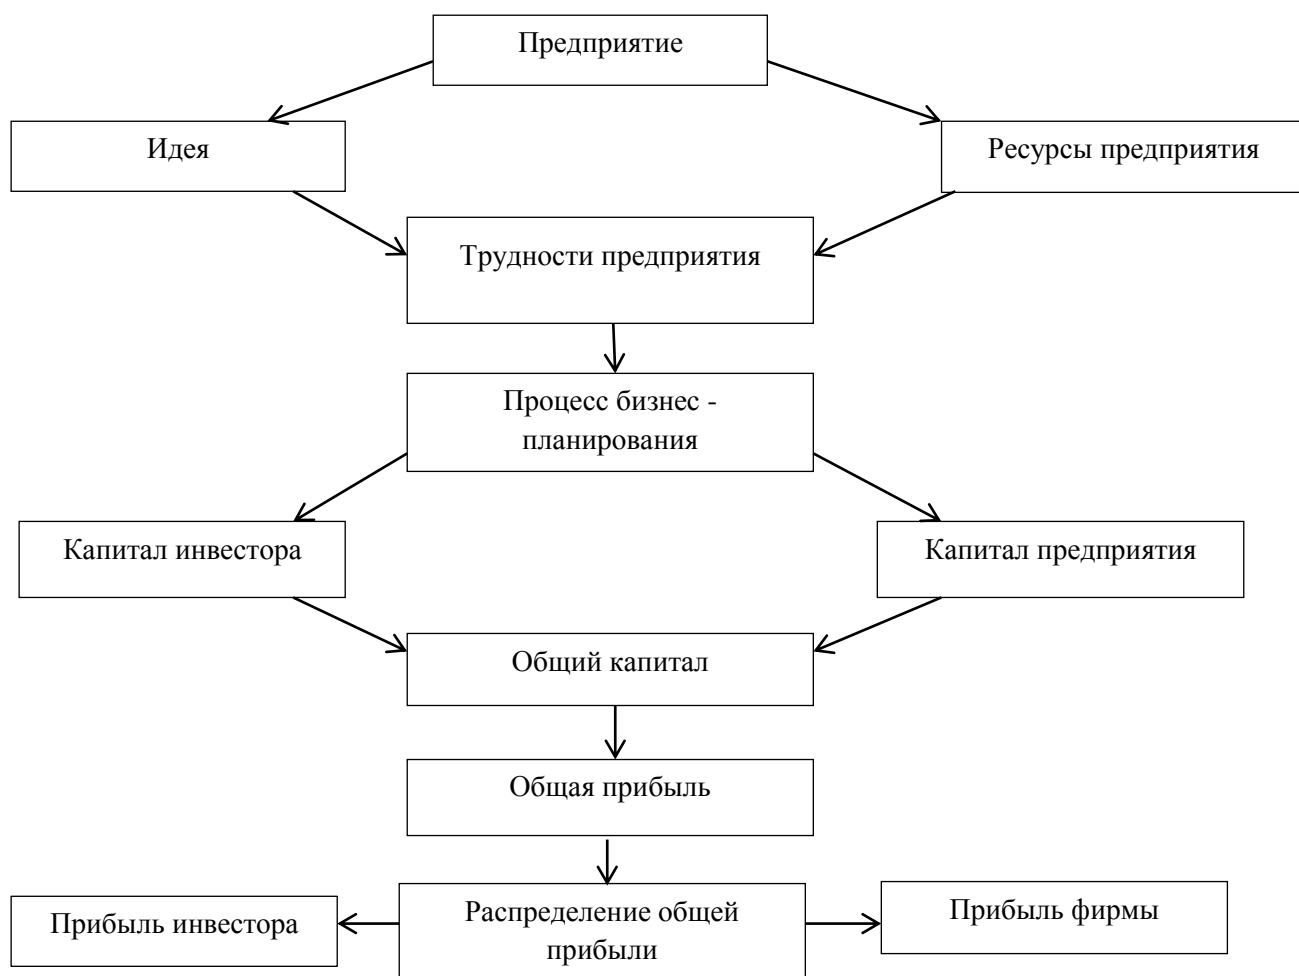 Предприятие
Идея
Ресурсы предприятия
Трудности предприятия
Процесс бизнес -
планирования
Капитал инвестора
Капитал предприятия
Общий капитал
Общая прибыль
Прибыль инвестора
Распределение общей
прибыли
Прибыль фирмы